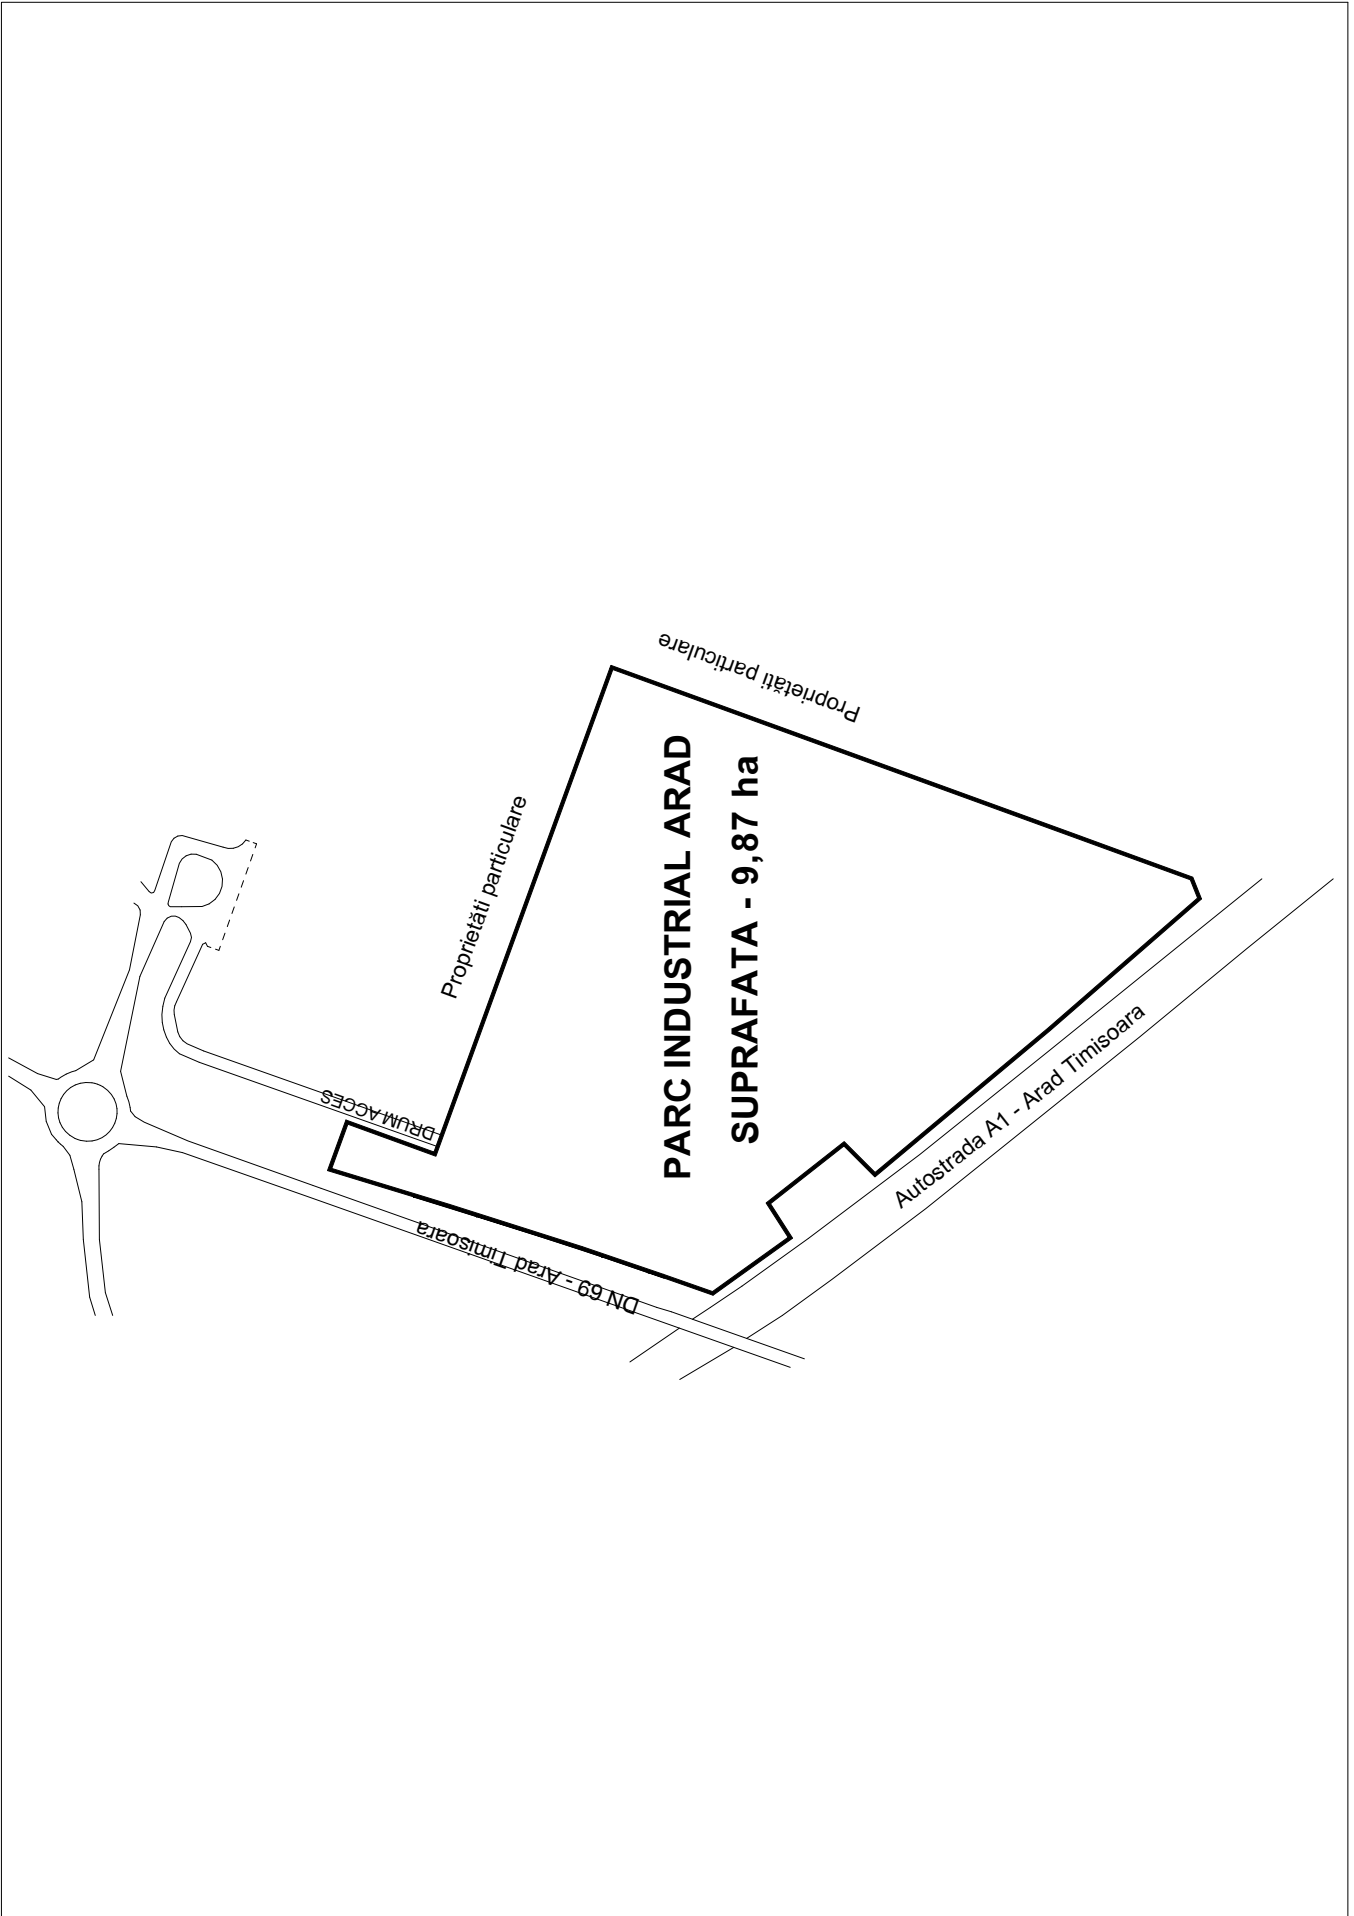 Proprietăti particulare
Proprietăti particulare
PARC INDUSTRIAL ARAD
SUPRAFATA - 9,87 ha
DRUM ACCES
DN 69 - Arad Timisoara
Autostrada A1 - Arad Timisoara